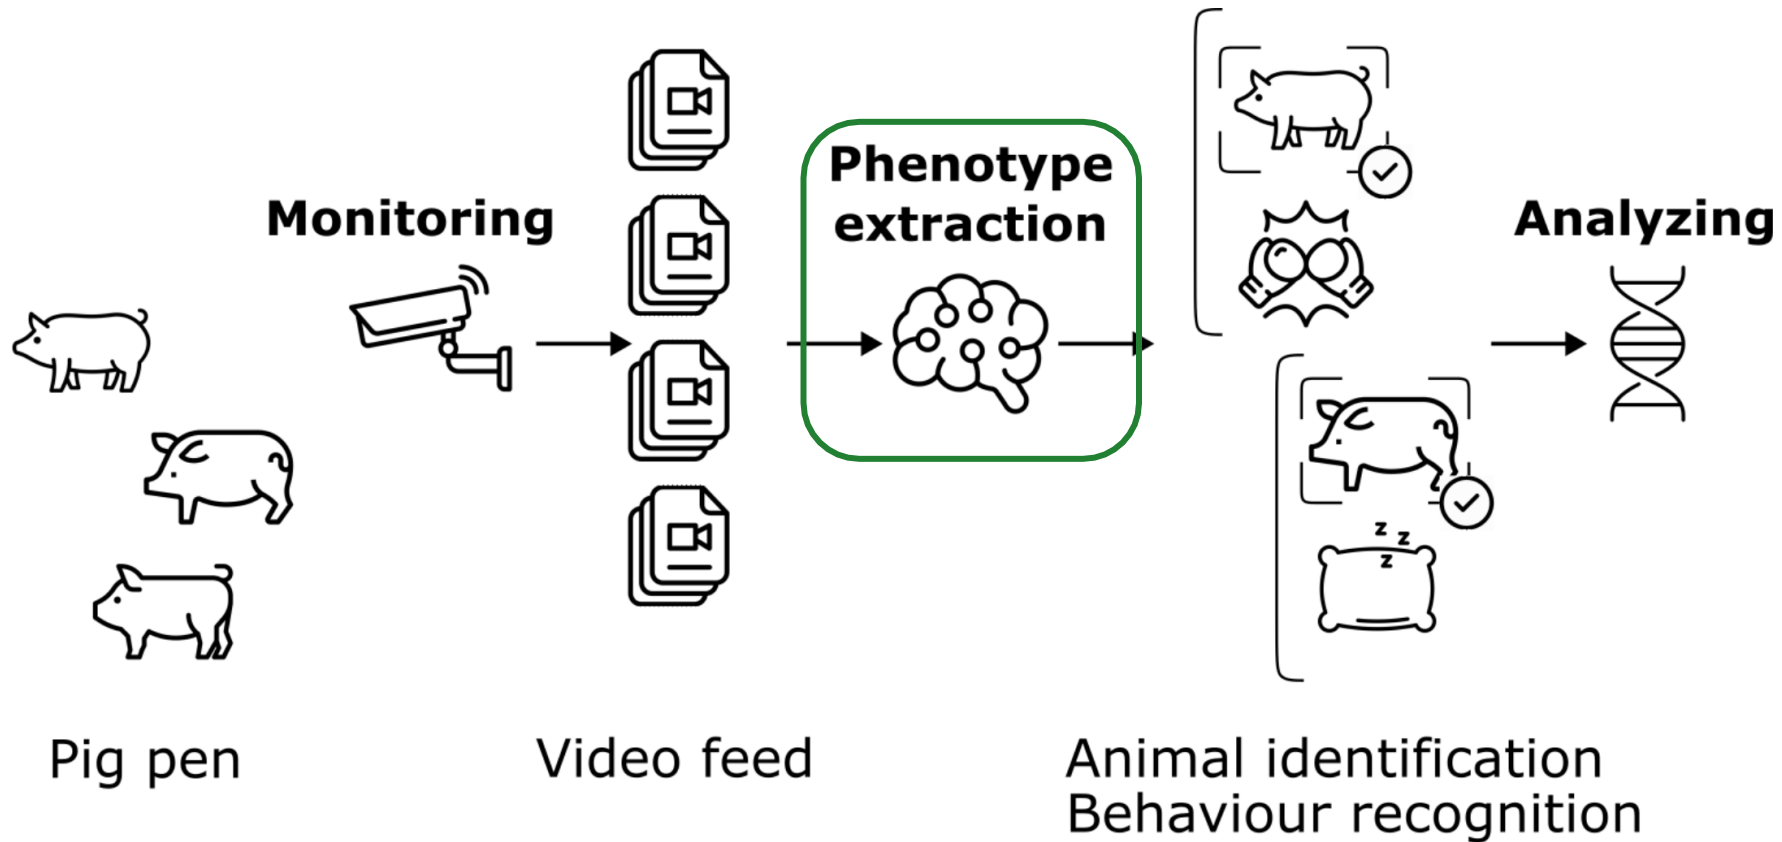 Monitoring
Phenotype
extraction
Analyzing
z
z
z
Pig pen
Video feed
Animal identification
Behaviour recognition